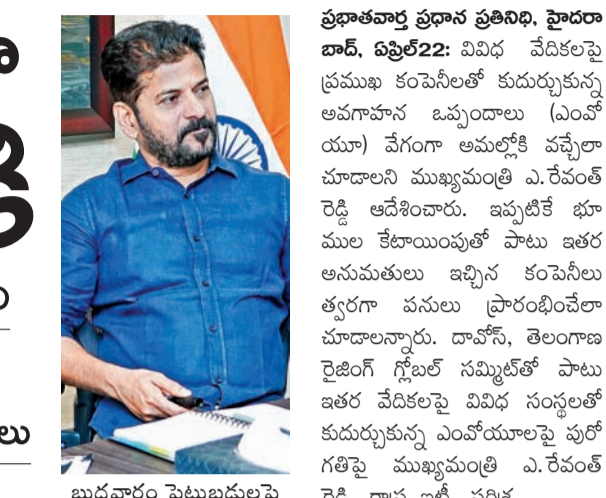 ప్రభాతవార్త ప్రధాన ప్రతినిధి, హైదరా
బాద్, ఏప్రిల్22: వివిధ వేదికలపై
ప్రముఖ కంపెనీలతో కుదుర్చుకున్న
అవగాహన ఒప్పందాలు (ఎంవో
యూ) వేగంగా అమల్లోకి వచ్చేలా
చూడాలని ముఖ్యమంత్రి ఎ.రేవంత్
రెడ్డి ఆదేశించారు. ఇప్పటికే భూ
ముల కేటాయింపుతో పాటు ఇతర
అనుమతులు ఇచ్చిన కంపెనీలు
త్వరగా పనులు ప్రారంభించేలా
చూడాలన్నారు. దావోస్, తెలంగాణ
రైజింగ్ గ్లోబల్ సమ్మిట్‌తో పాటు
ఇతర వేదికలపై వివిధ సంస్థలతో
కుదుర్చుకున్న ఎంవోయూలపై పురో
గతిపై ముఖ్యమంత్రి ఎ.రేవంత్
లు
బుధవారం పెట్టుబడులపై